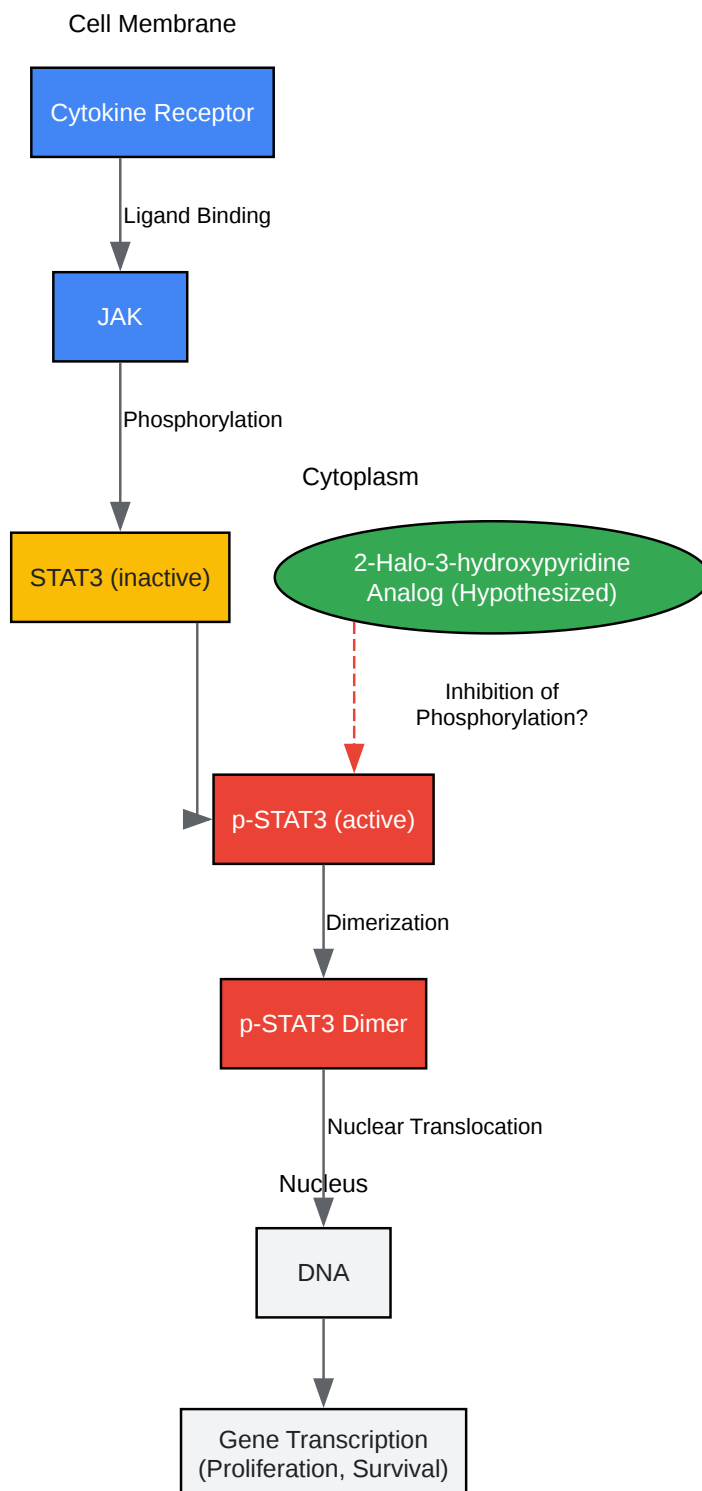 Cell Membrane
Cytokine Receptor
Ligand Binding
JAK
Phosphorylation
Cytoplasm
STAT3 (inactive)
2-Halo-3-hydroxypyridine
Analog (Hypothesized)
Inhibition of
Phosphorylation?
p-STAT3 (active)
Dimerization
p-STAT3 Dimer
Nuclear Translocation
Nucleus
DNA
Gene Transcription
(Proliferation, Survival)